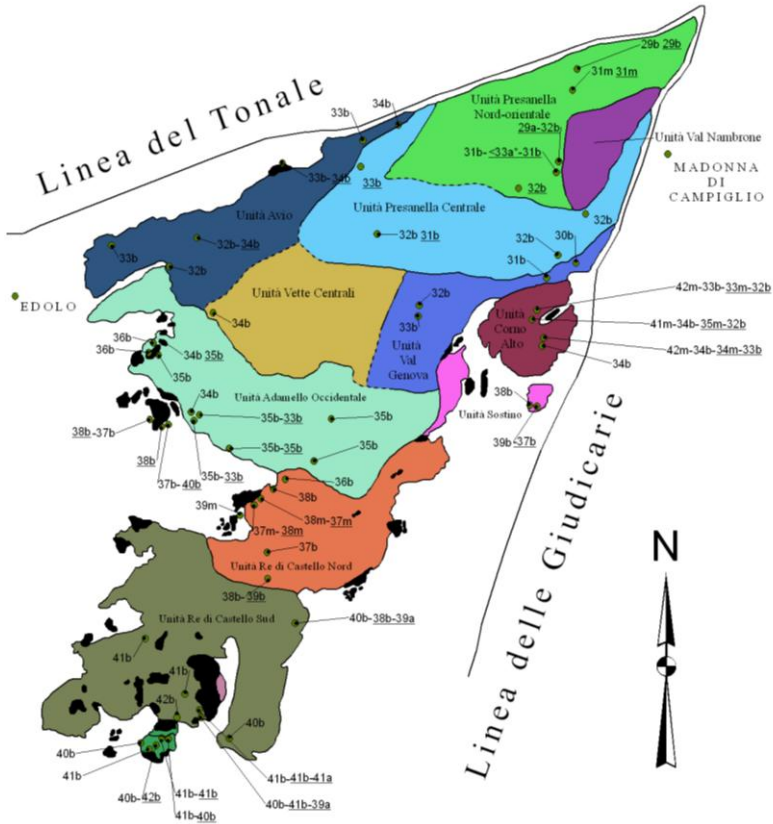 29b 29b
31m 31m
34b
33b
Linea del Tonale
Unità Presanella
Nord-orientale
29a-32b
Unità Val Nambrone
31b- ≤33a*-31b
MADONNA
DI
CAMPIGLIO
33b-34b
33b
32b
Unità Avio
Unità Presanella Centrale
32b
32b-34b
32b 31b
33b
32b
30b
32b
31b
EDOLO
Unità Vette Centrali
32b
42m-33b-33m-32b
33b
34b
Unità
Corno
Alto
41m-34b-35m-32b
Unità
Val
Genova
36b
34b 35b
36b
42m-34b-34m-33b
35b
34b
Unità Adamello Occidentale
38b
34b
Unità Sostino
35b-33b
35b
38b-37b
39b-37b
38b
35b-35b
35b
37b-40b
35b-33b
36b
38b
39m
38m-37m
37m-38m
37b
Unità Re di Castello Nord
38b-39b
Linea delle Giudicarie
N
Unità Re di Castello Sud
40b-38b-39a
41b
41b
42b
40b
40b
41b
41b-41b-41a
40b-42b
41b-41b
40b-41b-39a
41b-40b